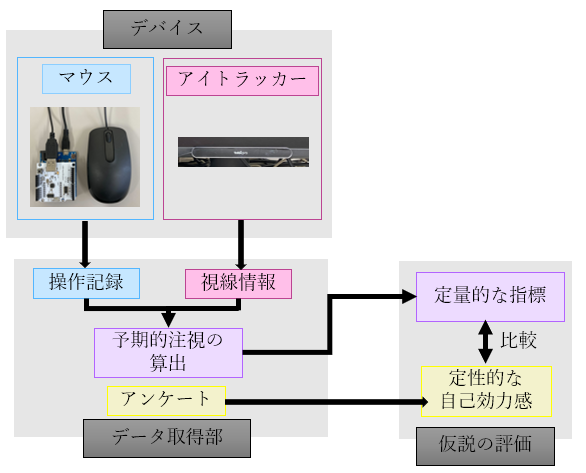 デバイス
マウス
アイトラッカー
操作記録
視線情報
予期的注視の
算出
アンケート
データ取得部
定量的な指標
比較
定性的な
自己効力感
仮説の評価